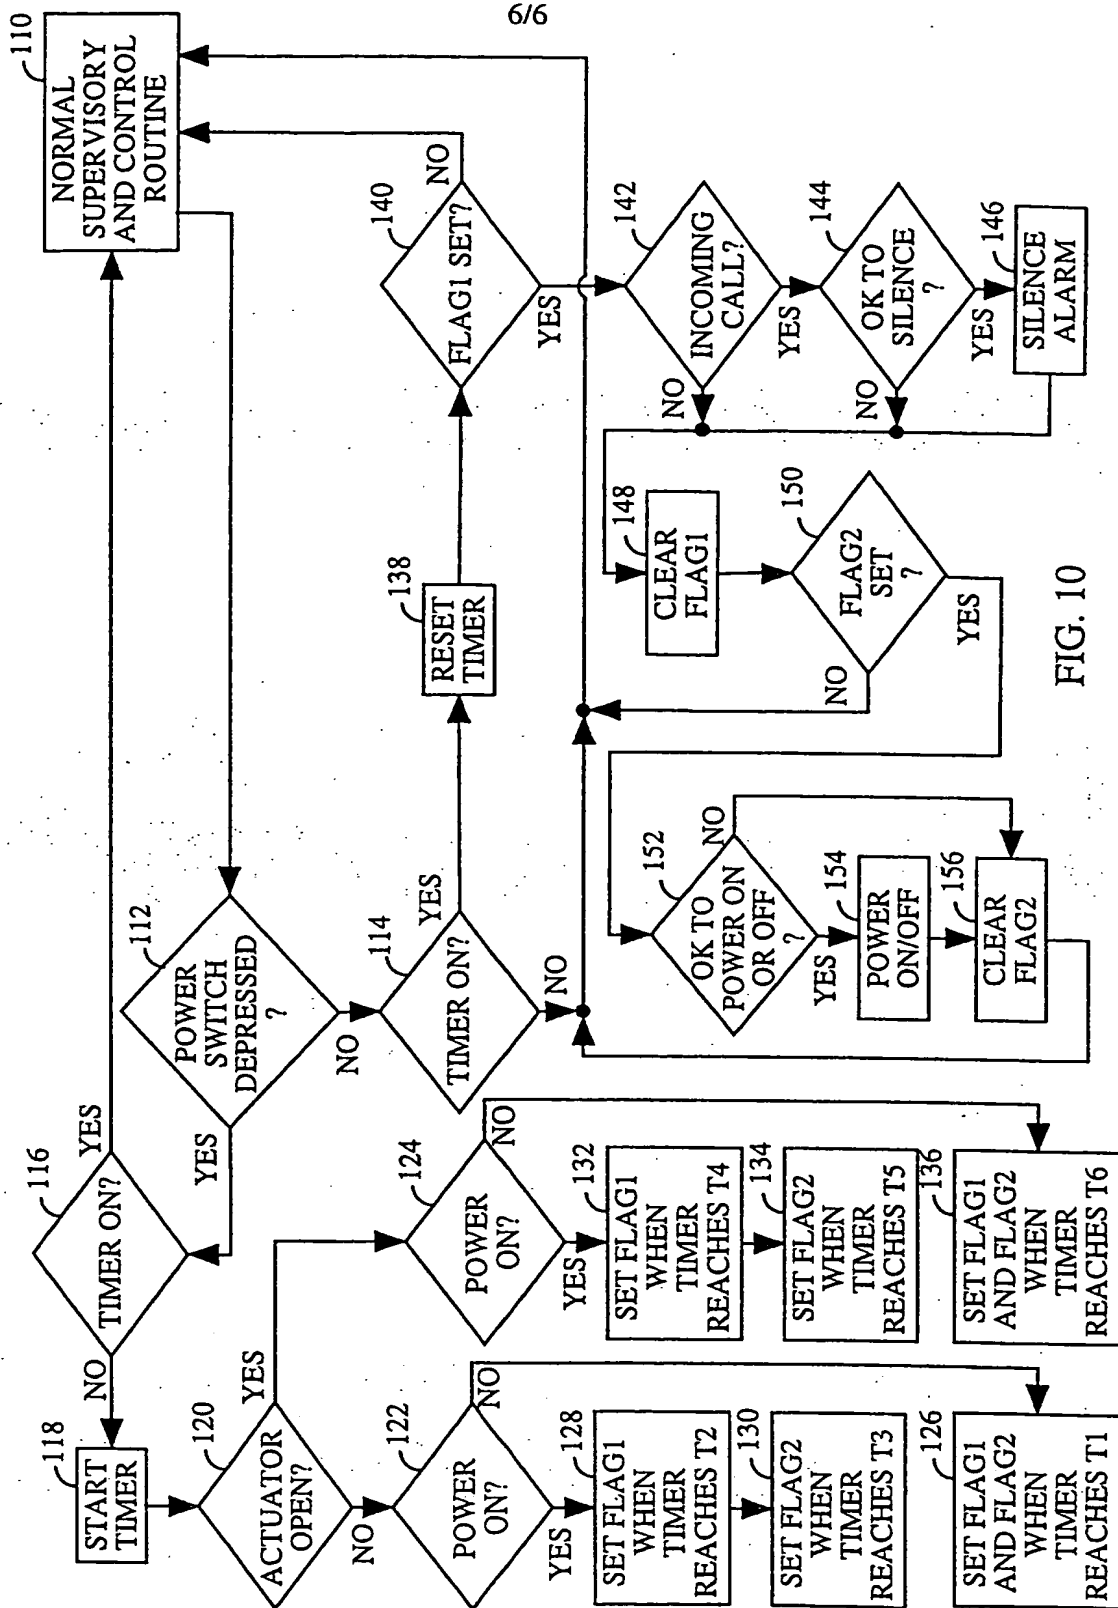 6/6
110
NORMAL
SUPERVISORY
AND CONTROL
ROUTINE
116
TIMER ON?
YES
NO
118
START
TIMER
112
POWER
SWITCH
DEPRESSED
?
YES
NO
114
TIMER ON?
YES
NO
138
RESET
TIMER
140
FLAG1 SET?
NO
YES
120
ACTUATOR
OPEN?
YES
NO
122
POWER
ON?
NO
YES
124
POWER
ON?
NO
YES
128
SET FLAG1
WHEN
TIMER
REACHES T2
130
SET FLAG2
WHEN
TIMER
REACHES T3
126
SET FLAG1
AND FLAG2
WHEN
TIMER
REACHES T1
132
SET FLAG1
WHEN
TIMER
REACHES T4
134
SET FLAG2
WHEN
TIMER
REACHES T5
136
SET FLAG1
AND FLAG2
WHEN
TIMER
REACHES T6
142
INCOMING
CALL?
NO
YES
144
OK TO
SILENCE
?
NO
YES
146
SILENCE
ALARM
148
CLEAR
FLAG1
150
FLAG2
SET
?
NO
YES
152
OK TO
POWER ON
OR OFF
?
NO
YES
154
POWER
ON/OFF
156
CLEAR
FLAG2
FIG. 10